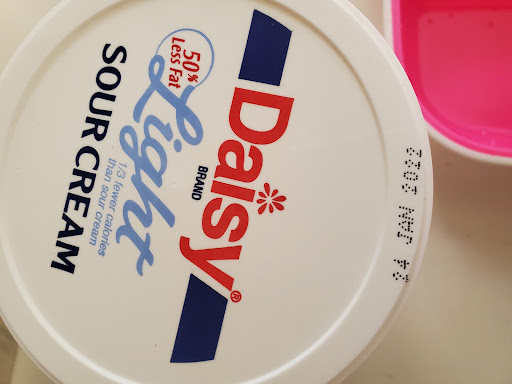 Daisy®
BRAND
50%
Less Fat
Light
1/3 fewer calories
than sour cream
SOUR CREAM
24 JAN 2022